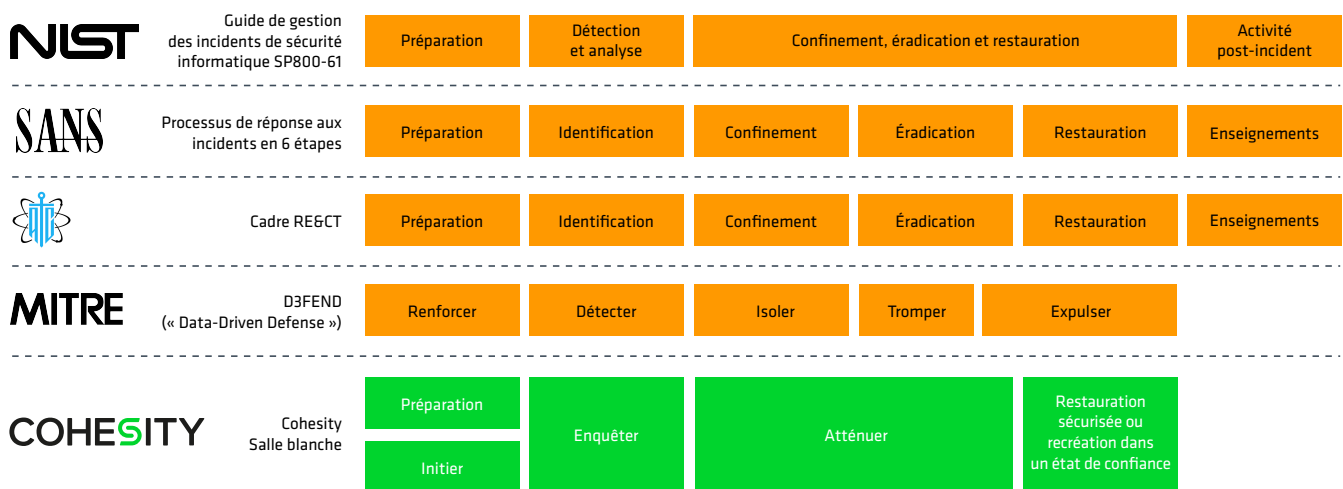 NIST
Guide de gestion
des incidents de sécurité
informatique SP800-61
Préparation
Détection
et analyse
Confinement, éradication et restauration
Activité
post-incident
SANS
Processus de réponse aux
incidents en 6 étapes
Préparation
Identification
Confinement
Éradication
Restauration
Enseignements
Cadre RE&CT
Préparation
Identification
Confinement
Éradication
Restauration
Enseignements
MITRE
D3FEND
(« Data-Driven Defense »)
Renforcer
Détecter
Isoler
Tromper
Expulser
COHESITY
Cohesity
Salle blanche
Préparation
Initier
Enquêter
Atténuer
Restauration
sécurisée ou
recréation dans
un état de confiance